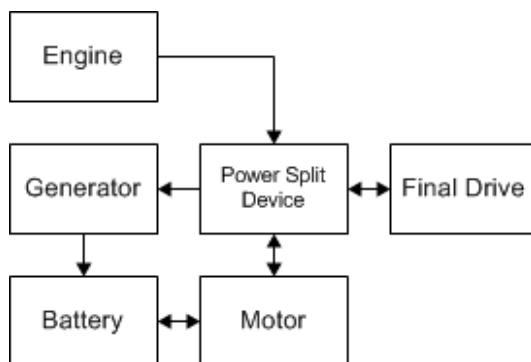 Engine
Generator
Power Split
Device
Final Drive
Battery
Motor